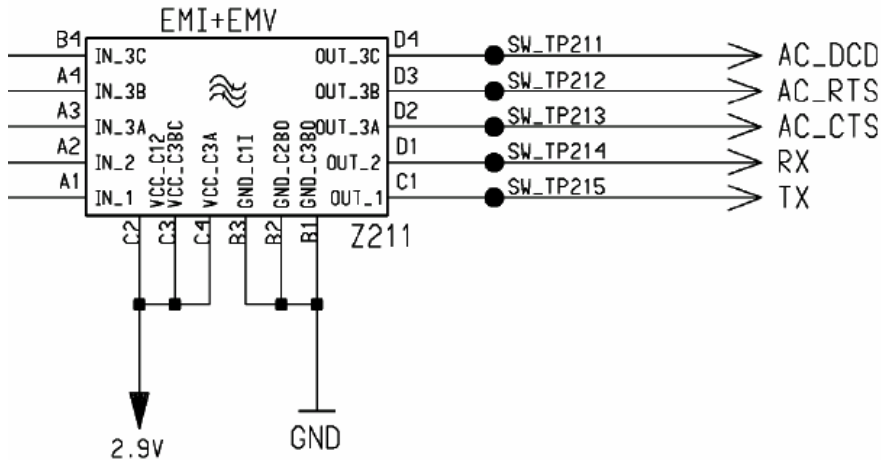 EMI+EMV
B4 IN_3C OUT_3C D4 SW_TP211 AC_DCD
A4 IN_3B OUT_3B D3 SW_TP212 AC_RTS
A3 IN_3A OUT_3A D2 SW_TP213 AC_CTS
A2 IN_2 OUT_2 D1 SW_TP214 RX
A1 IN_1 OUT_1 C1 SW_TP215 TX
VCC_C12 VCC_C3BC VCC_C3A GND_C1I GND_C2BO GND_C3BO
C2 C3 C4 B3 B2 B1 Z211
2.9V GND